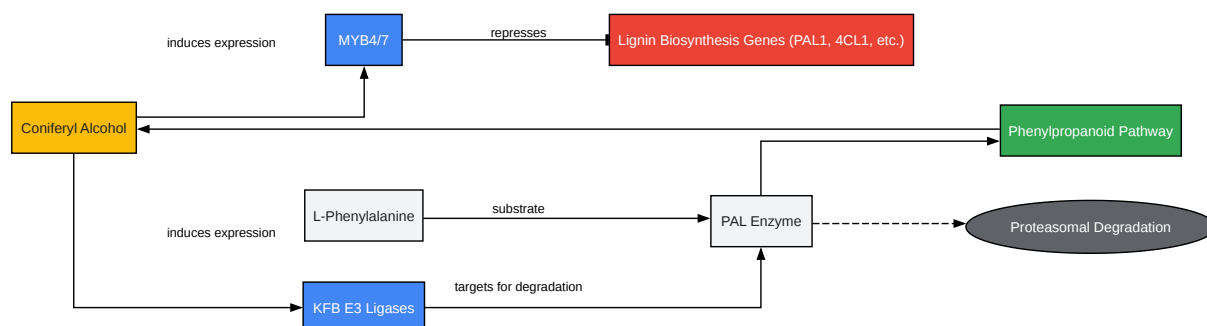 represses
induces expression
MYB4/7
Lignin Biosynthesis Genes (PAL1, 4CL1, etc.)
Coniferyl Alcohol
Phenylpropanoid Pathway
substrate
L-Phenylalanine
PAL Enzyme
Proteasomal Degradation
induces expression
targets for degradation
KFB E3 Ligases